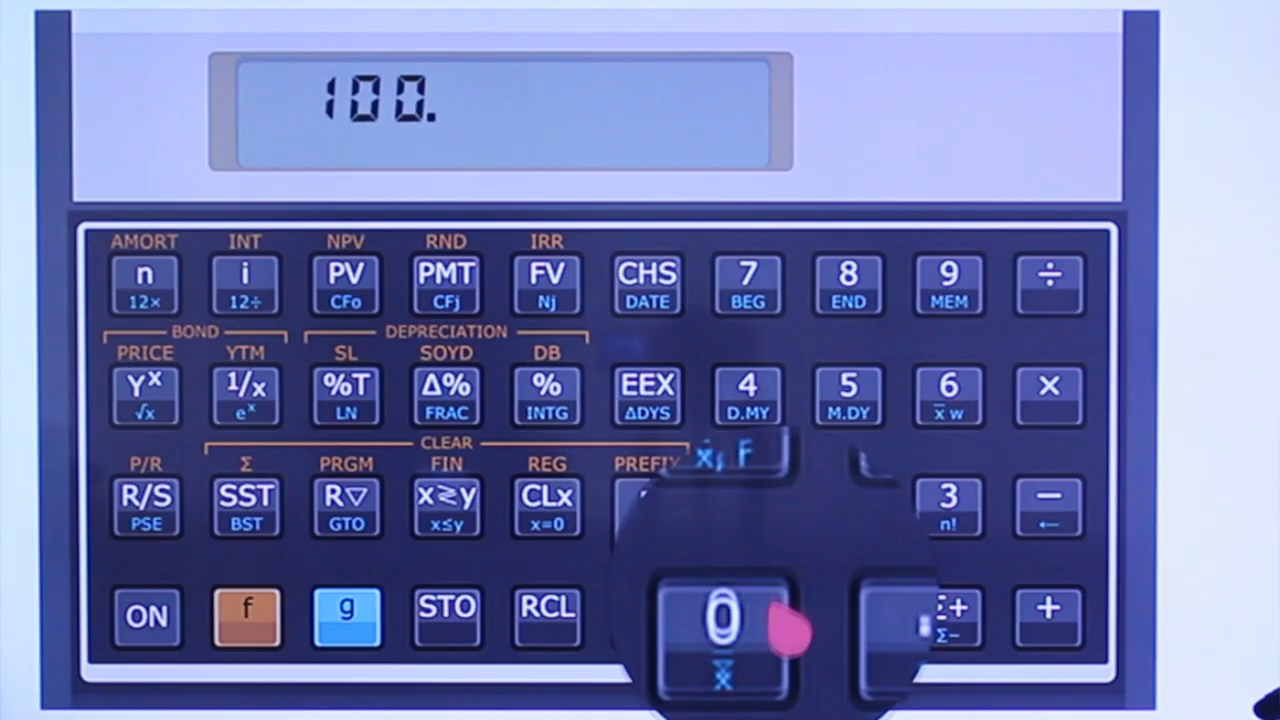 100.
AMORT INT NPV RND IRR
n i PV PMT FV CHS 7 8 9 ÷
12× 12÷ CFo CFj Nj DATE BEG END MEM
BOND DEPRECIATION
PRICE YTM SL SOYD DB
Yˣ 1/x %T Δ% % EEX 4 5 6 ×
√x eˣ LN FRAC INTG ΔDYS D.MY M.DY x̄ w
CLEAR
P/R Σ PRGM FIN REG PREFIX
R/S SST R▽ x≷y CLx 3 −
PSE BST GTO x≤y x=0 n! ←
ON f g STO RCL 0 Σ+ +
x̄ Σ−